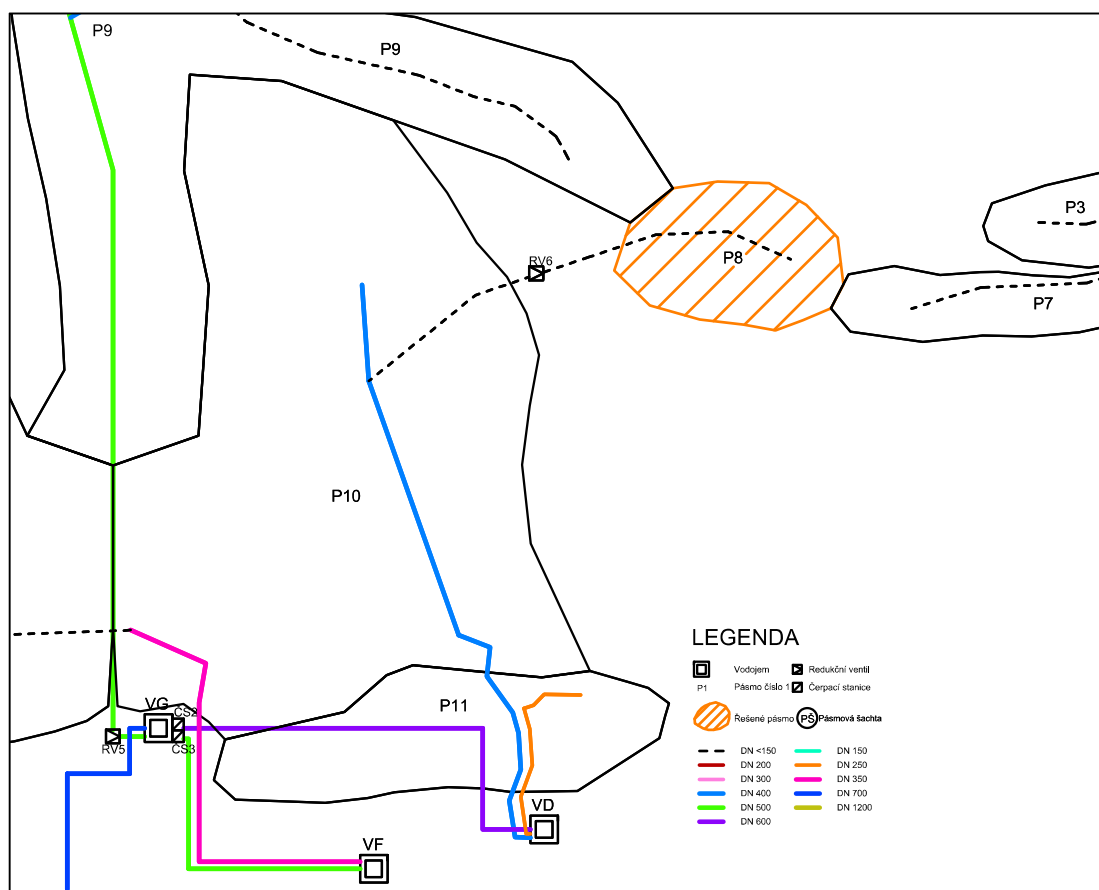 P9
P9
P3
P8
RV6
P7
P10
LEGENDA
Vodojem
Redukční ventil
P1
Pásmo číslo 1
Čerpací stanice
Řešené pásmo
PŠ
Pásmová šachta
P11
VG
CS2
RV5
CS3
DN <150
DN 150
DN 200
DN 250
DN 300
DN 350
DN 400
DN 700
DN 500
DN 1200
DN 600
VD
VF